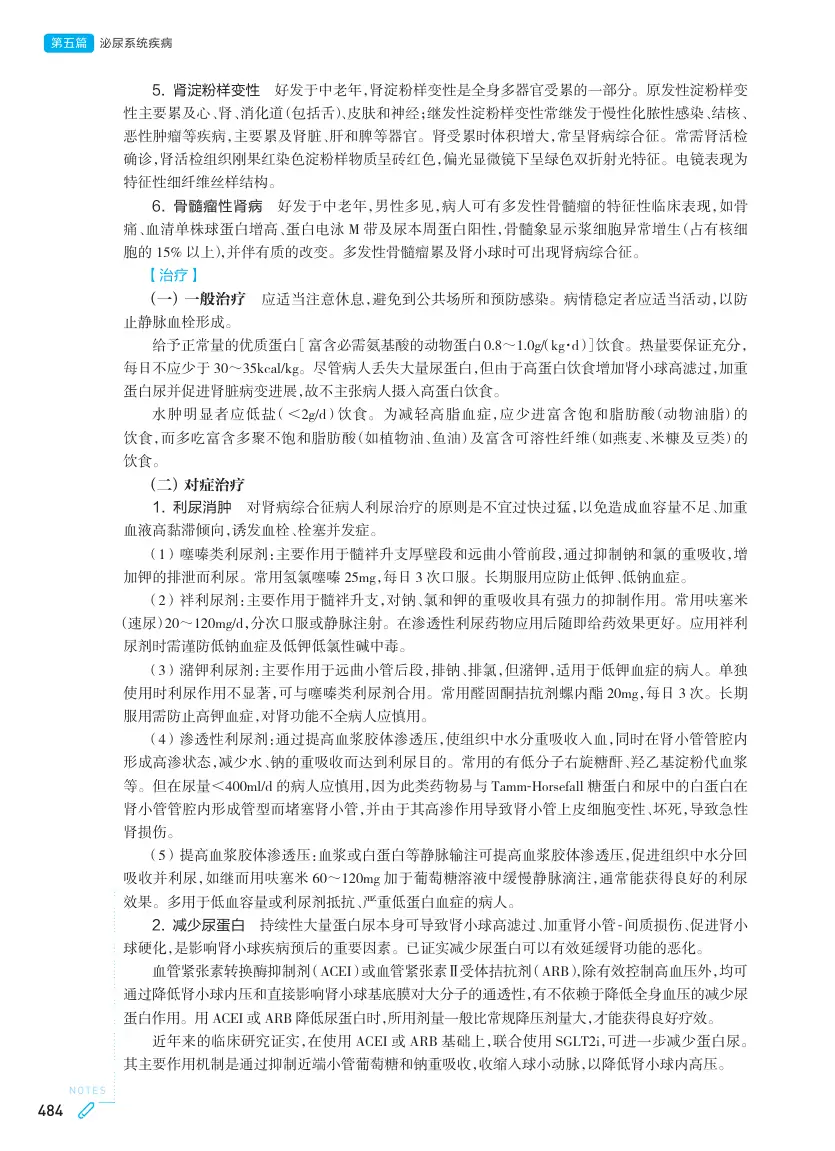 第五篇 泌尿系统疾病
5. 肾淀粉样变性 好发于中老年,肾淀粉样变性是全身多器官受累的一部分。原发性淀粉样变
性主要累及心、肾、消化道(包括舌)、皮肤和神经;继发性淀粉样变性常继发于慢性化脓性感染、结核、
恶性肿瘤等疾病,主要累及肾脏、肝和脾等器官。肾受累时体积增大,常呈肾病综合征。常需肾活检
确诊,肾活检组织刚果红染色淀粉样物质呈砖红色,偏光显微镜下呈绿色双折射光特征。电镜表现为
特征性细纤维丝样结构。
6. 骨髓瘤性肾病 好发于中老年,男性多见,病人可有多发性骨髓瘤的特征性临床表现,如骨
痛、血清单株球蛋白增高、蛋白电泳 M 带及尿本周蛋白阳性,骨髓象显示浆细胞异常增生(占有核细
胞的 15% 以上),并伴有质的改变。多发性骨髓瘤累及肾小球时可出现肾病综合征。
【治疗】
(一)一般治疗 应适当注意休息,避免到公共场所和预防感染。病情稳定者应适当活动,以防
止静脉血栓形成。
给予正常量的优质蛋白[富含必需氨基酸的动物蛋白0.8～1.0g/(kg·d)]饮食。热量要保证充分,
每日不应少于 30～35kcal/kg。尽管病人丢失大量尿蛋白,但由于高蛋白饮食增加肾小球高滤过,加重
蛋白尿并促进肾脏病变进展,故不主张病人摄入高蛋白饮食。
水肿明显者应低盐(<2g/d)饮食。为减轻高脂血症,应少进富含饱和脂肪酸(动物油脂)的
饮食,而多吃富含多聚不饱和脂肪酸(如植物油、鱼油)及富含可溶性纤维(如燕麦、米糠及豆类)的
饮食。
(二)对症治疗
1. 利尿消肿 对肾病综合征病人利尿治疗的原则是不宜过快过猛,以免造成血容量不足、加重
血液高黏滞倾向,诱发血栓、栓塞并发症。
(1)噻嗪类利尿剂:主要作用于髓袢升支厚壁段和远曲小管前段,通过抑制钠和氯的重吸收,增
加钾的排泄而利尿。常用氢氯噻嗪 25mg,每日 3 次口服。长期服用应防止低钾、低钠血症。
(2)袢利尿剂:主要作用于髓袢升支,对钠、氯和钾的重吸收具有强力的抑制作用。常用呋塞米
(速尿)20～120mg/d,分次口服或静脉注射。在渗透性利尿药物应用后随即给药效果更好。应用袢利
尿剂时需谨防低钠血症及低钾低氯性碱中毒。
(3)潴钾利尿剂:主要作用于远曲小管后段,排钠、排氯,但潴钾,适用于低钾血症的病人。单独
使用时利尿作用不显著,可与噻嗪类利尿剂合用。常用醛固酮拮抗剂螺内酯 20mg,每日 3 次。长期
服用需防止高钾血症,对肾功能不全病人应慎用。
(4)渗透性利尿剂:通过提高血浆胶体渗透压,使组织中水分重吸收入血,同时在肾小管管腔内
形成高渗状态,减少水、钠的重吸收而达到利尿目的。常用的有低分子右旋糖酐、羟乙基淀粉代血浆
等。但在尿量<400ml/d 的病人应慎用,因为此类药物易与 Tamm-Horsefall 糖蛋白和尿中的白蛋白在
肾小管管腔内形成管型而堵塞肾小管,并由于其高渗作用导致肾小管上皮细胞变性、坏死,导致急性
肾损伤。
(5)提高血浆胶体渗透压:血浆或白蛋白等静脉输注可提高血浆胶体渗透压,促进组织中水分回
吸收并利尿,如继而用呋塞米 60～120mg 加于葡萄糖溶液中缓慢静脉滴注,通常能获得良好的利尿
效果。多用于低血容量或利尿剂抵抗、严重低蛋白血症的病人。
2. 减少尿蛋白 持续性大量蛋白尿本身可导致肾小球高滤过、加重肾小管-间质损伤、促进肾小
球硬化,是影响肾小球疾病预后的重要因素。已证实减少尿蛋白可以有效延缓肾功能的恶化。
血管紧张素转换酶抑制剂(ACEI)或血管紧张素Ⅱ受体拮抗剂(ARB),除有效控制高血压外,均可
通过降低肾小球内压和直接影响肾小球基底膜对大分子的通透性,有不依赖于降低全身血压的减少尿
蛋白作用。用 ACEI 或 ARB 降低尿蛋白时,所用剂量一般比常规降压剂量大,才能获得良好疗效。
近年来的临床研究证实,在使用 ACEI 或 ARB 基础上,联合使用 SGLT2i,可进一步减少蛋白尿。
其主要作用机制是通过抑制近端小管葡萄糖和钠重吸收,收缩入球小动脉,以降低肾小球内高压。
NOTES
484